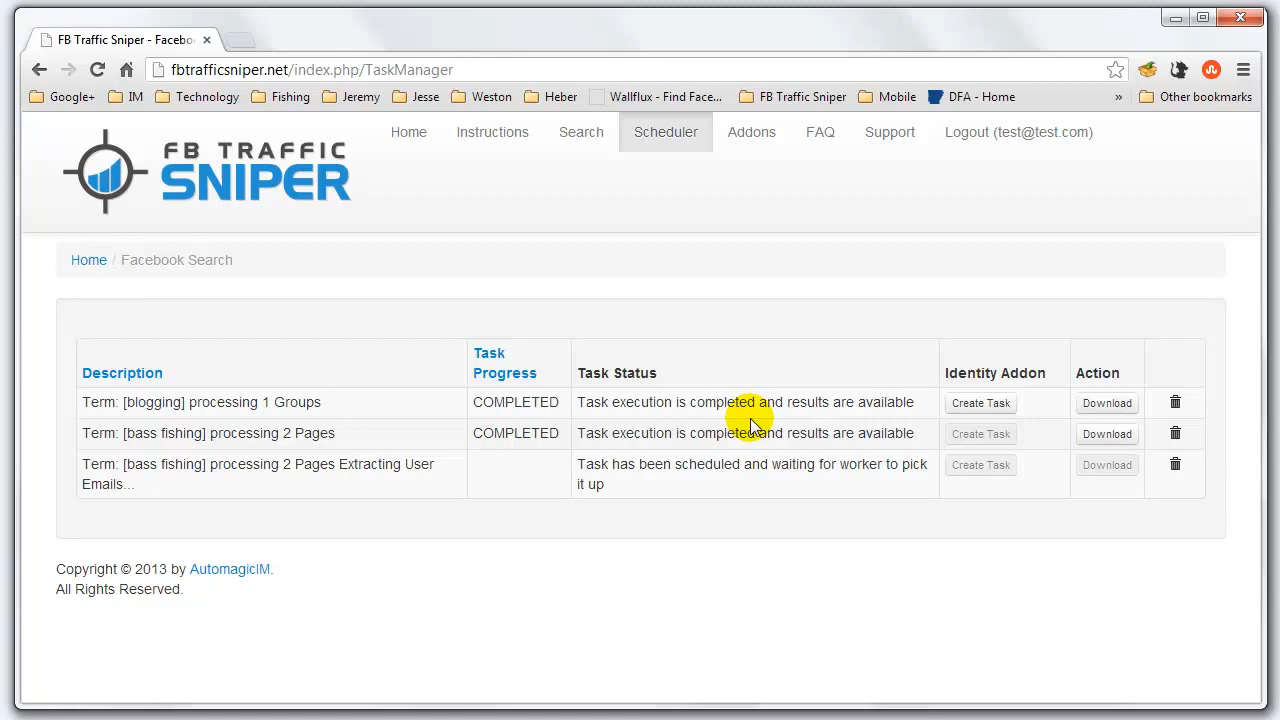 FB Traffic Sniper - Facebo
fbtrafficsniper.net/index.php/TaskManager
Google+ IM Technology Fishing Jeremy Jesse Weston Heber Wallflux - Find Face... FB Traffic Sniper Mobile DFA - Home » Other bookmarks
Home Instructions Search Scheduler Addons FAQ Support Logout (test@test.com)
FB TRAFFIC
SNIPER
Home / Facebook Search
Task
Description Progress Task Status Identity Addon Action
Term: [blogging] processing 1 Groups COMPLETED Task execution is completed and results are available Create Task Download
Term: [bass fishing] processing 2 Pages COMPLETED Task execution is completed and results are available Create Task Download
Term: [bass fishing] processing 2 Pages Extracting User Task has been scheduled and waiting for worker to pick Create Task Download
Emails... it up
Copyright © 2013 by AutomagicIM.
All Rights Reserved.